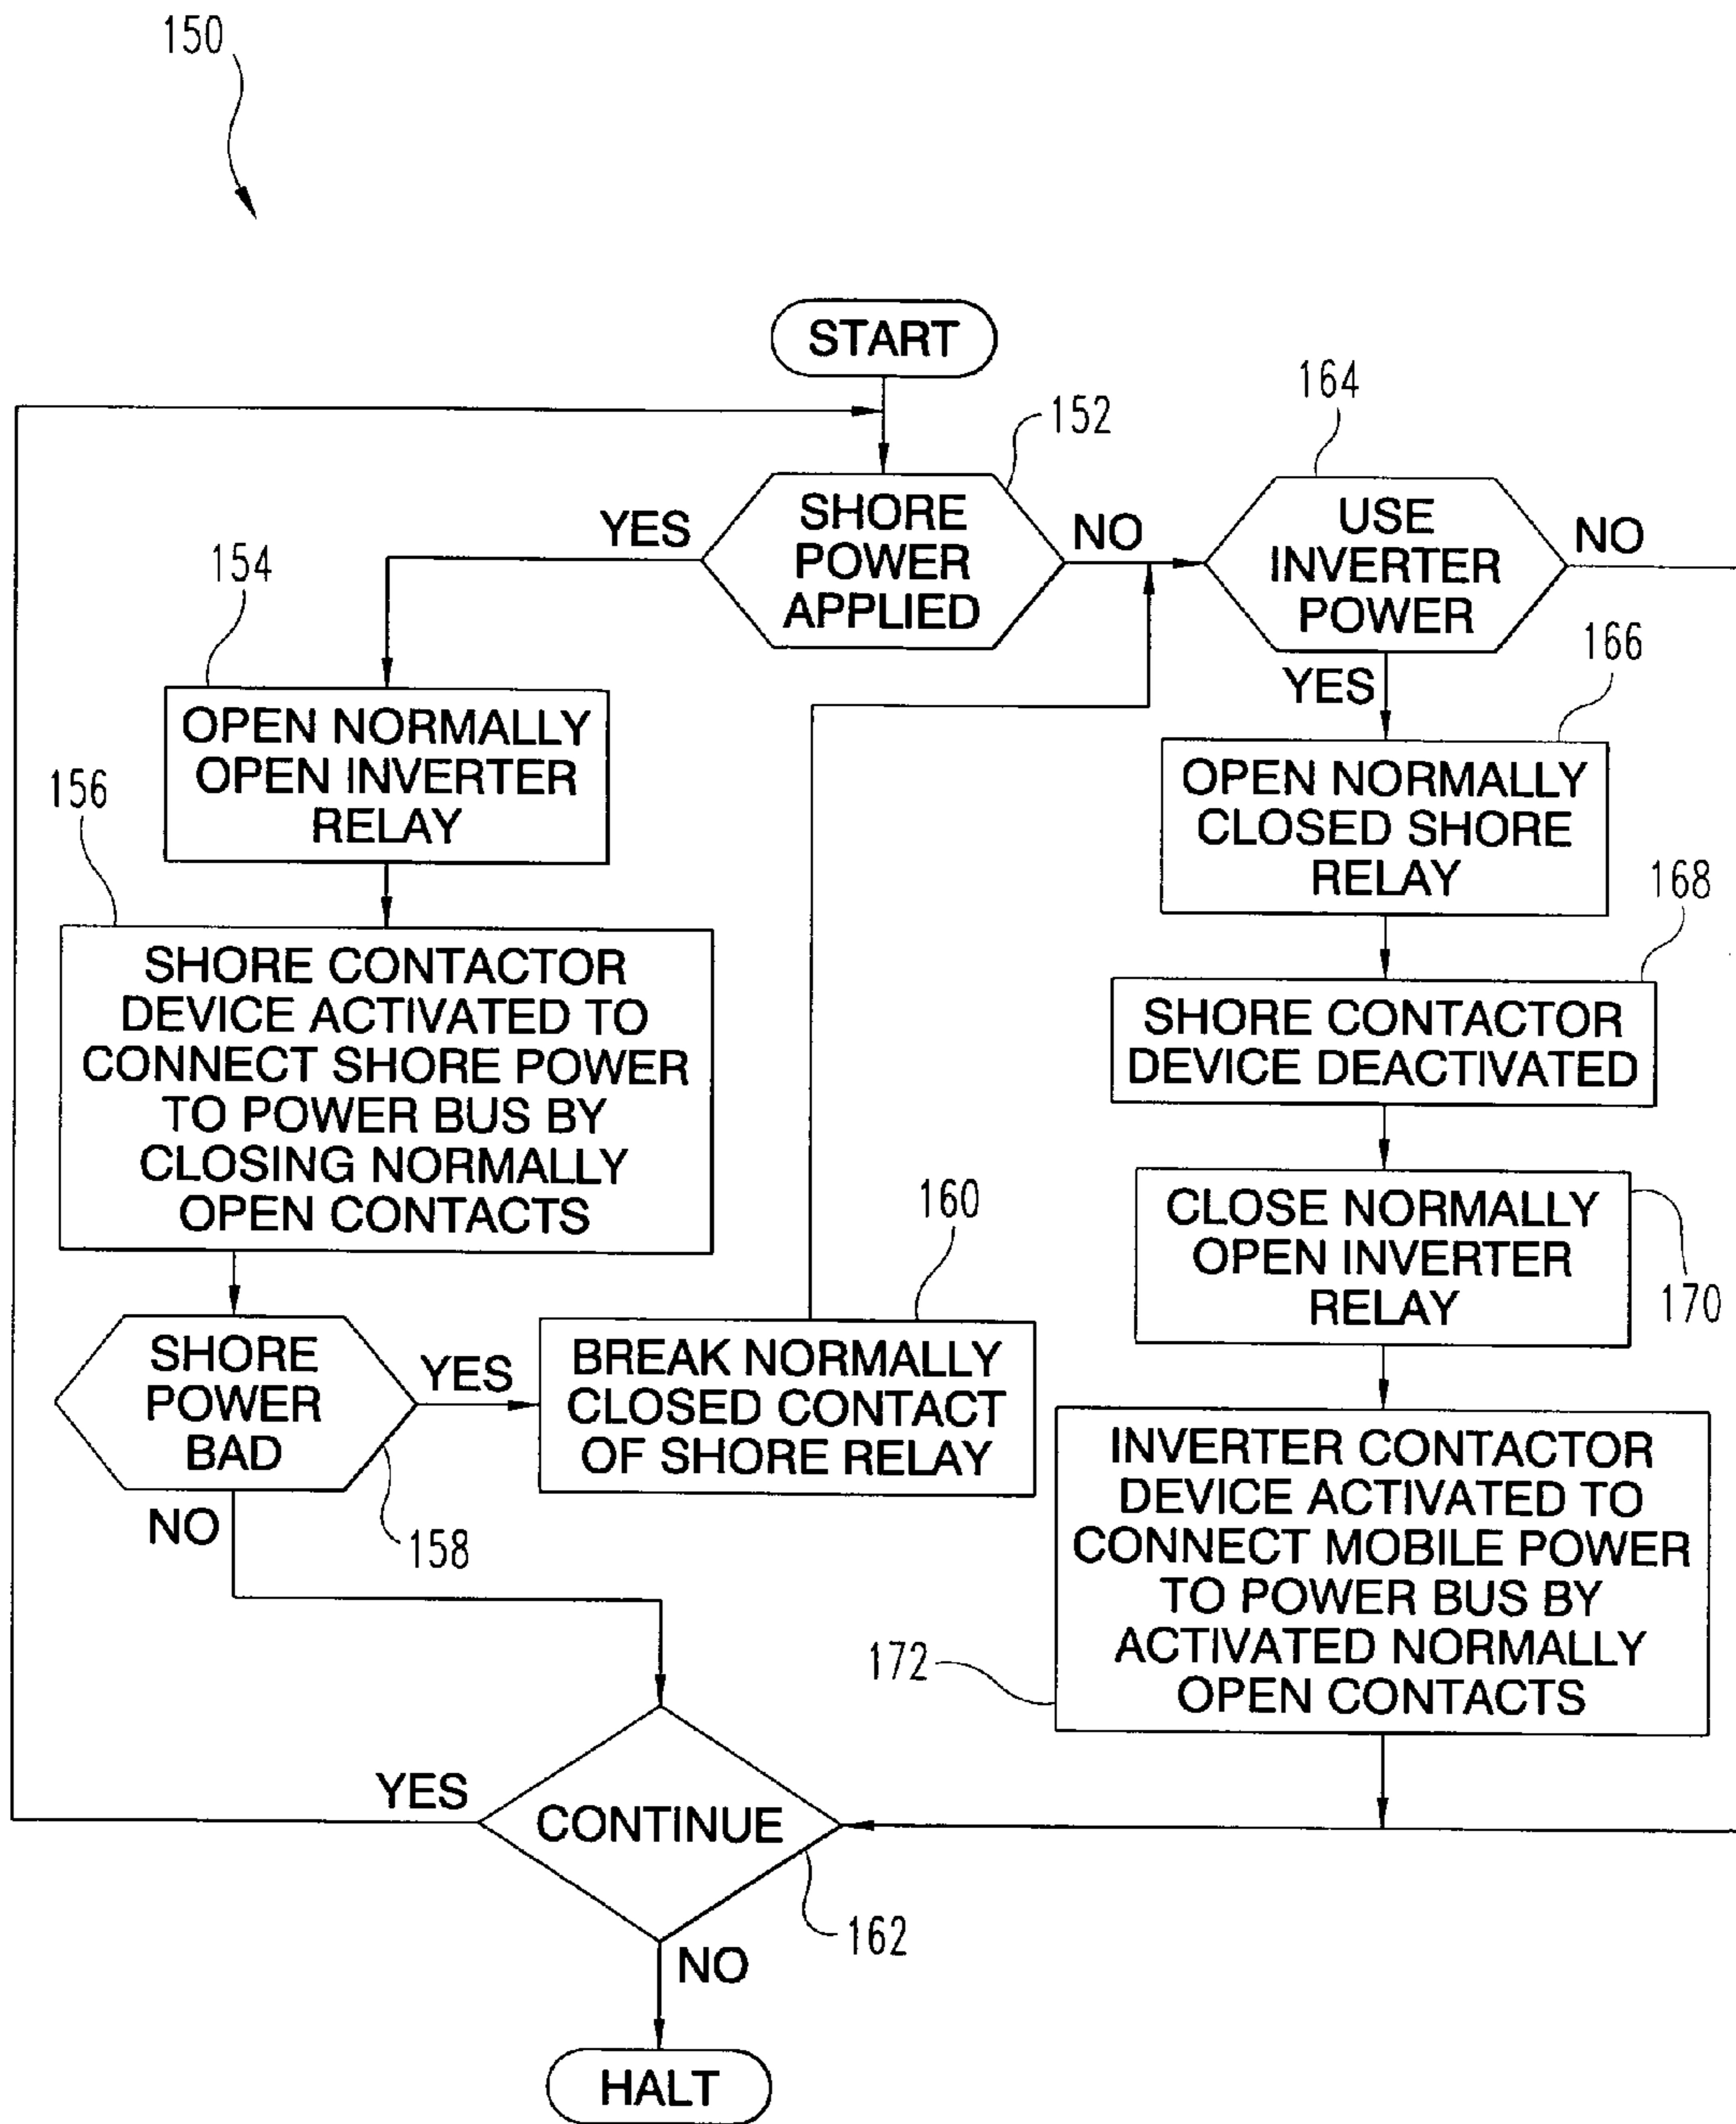 150
START
152
164
SHORE
POWER
APPLIED
YES
NO
USE
INVERTER
POWER
NO
YES
154
OPEN NORMALLY
OPEN INVERTER
RELAY
166
OPEN NORMALLY
CLOSED SHORE
RELAY
156
SHORE CONTACTOR
DEVICE ACTIVATED TO
CONNECT SHORE POWER
TO POWER BUS BY
CLOSING NORMALLY
OPEN CONTACTS
168
SHORE CONTACTOR
DEVICE DEACTIVATED
CLOSE NORMALLY
OPEN INVERTER
RELAY
170
SHORE
POWER
BAD
YES
NO
158
160
BREAK NORMALLY
CLOSED CONTACT
OF SHORE RELAY
INVERTER CONTACTOR
DEVICE ACTIVATED TO
CONNECT MOBILE POWER
TO POWER BUS BY
ACTIVATED NORMALLY
OPEN CONTACTS
172
YES
CONTINUE
162
NO
HALT